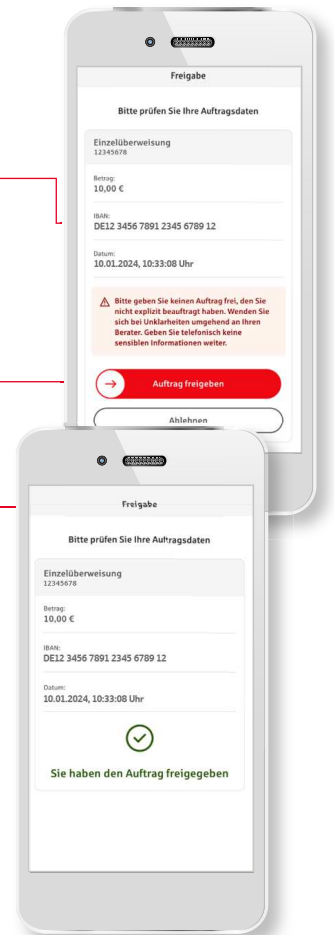 Freigabe
Bitte prüfen Sie Ihre Auftragsdaten
Einzelüberweisung
12345678
Betrag:
10,00 €
IBAN:
DE12 3456 7891 2345 6789 12
Datum:
10.01.2024, 10:33:08 Uhr
Bitte geben Sie keinen Auftrag frei, den Sie
nicht explizit beauftragt haben. Wenden Sie
sich bei Unklarheiten umgehend an Ihren
Berater. Geben Sie telefonisch keine
sensiblen Informationen weiter.
Auftrag freigeben
Ablehnen
Freigabe
Bitte prüfen Sie Ihre Auftragsdaten
Einzelüberweisung
12345678
Betrag:
10,00 €
IBAN:
DE12 3456 7891 2345 6789 12
Datum:
10.01.2024, 10:33:08 Uhr
Sie haben den Auftrag freigegeben